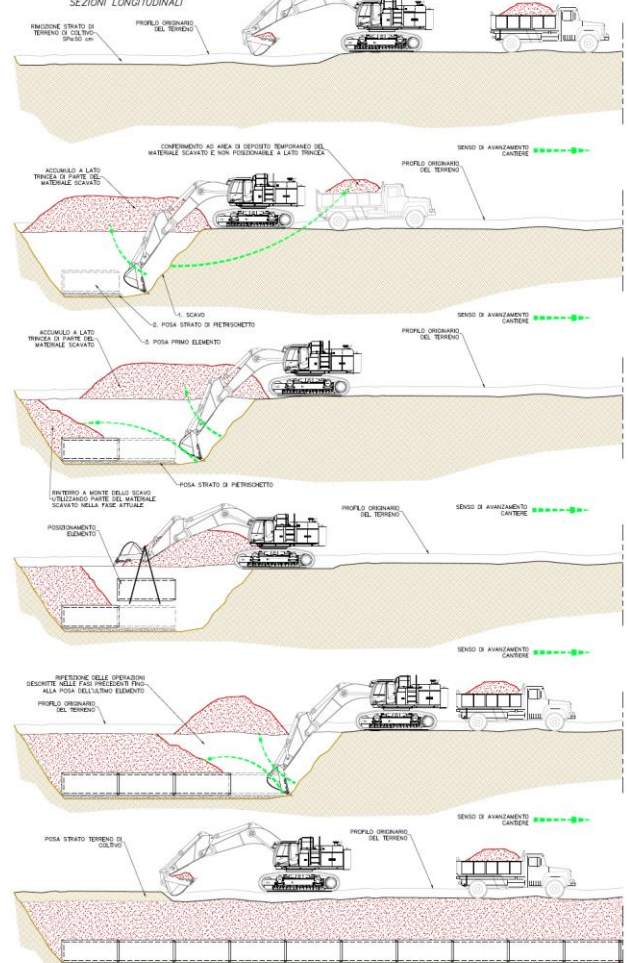 SEZIONI LONGITUDINALI
RIMOZIONE STRATO DI
TERRENO DI COLTIVO
SP≅50 cm
PROFILO ORIGINARIO
DEL TERRENO
CONFERIMENTO AD AREA DI DEPOSITO TEMPORANEO DEL
MATERIALE SCAVATO E NON POSIZIONABILE A LATO TRINCEA
SENSO DI AVANZAMENTO
CANTIERE
ACCUMULO A LATO
TRINCEA DI PARTE DEL
MATERIALE SCAVATO
PROFILO ORIGINARIO
DEL TERRENO
1. SCAVO
2. POSA STRATO DI PIETRISCHETTO
3. POSA PRIMO ELEMENTO
SENSO DI AVANZAMENTO
CANTIERE
ACCUMULO A LATO
TRINCEA DI PARTE DEL
MATERIALE SCAVATO
PROFILO ORIGINARIO
DEL TERRENO
POSA STRATO DI PIETRISCHETTO
RINTERRO A MONTE DELLO SCAVO
UTILIZZANDO PARTE DEL MATERIALE
SCAVATO NELLA FASE ATTUALE
POSIZIONAMENTO
ELEMENTO
PROFILO ORIGINARIO
DEL TERRENO
SENSO DI AVANZAMENTO
CANTIERE
SENSO DI AVANZAMENTO
CANTIERE
RIPETIZIONE DELLE OPERAZIONI
DESCRITTE NELLE FASI PRECEDENTI FINO
ALLA POSA DELL'ULTIMO ELEMENTO
PROFILO ORIGINARIO
DEL TERRENO
SENSO DI AVANZAMENTO
CANTIERE
POSA STRATO TERRENO DI
COLTIVO
PROFILO ORIGINARIO
DEL TERRENO